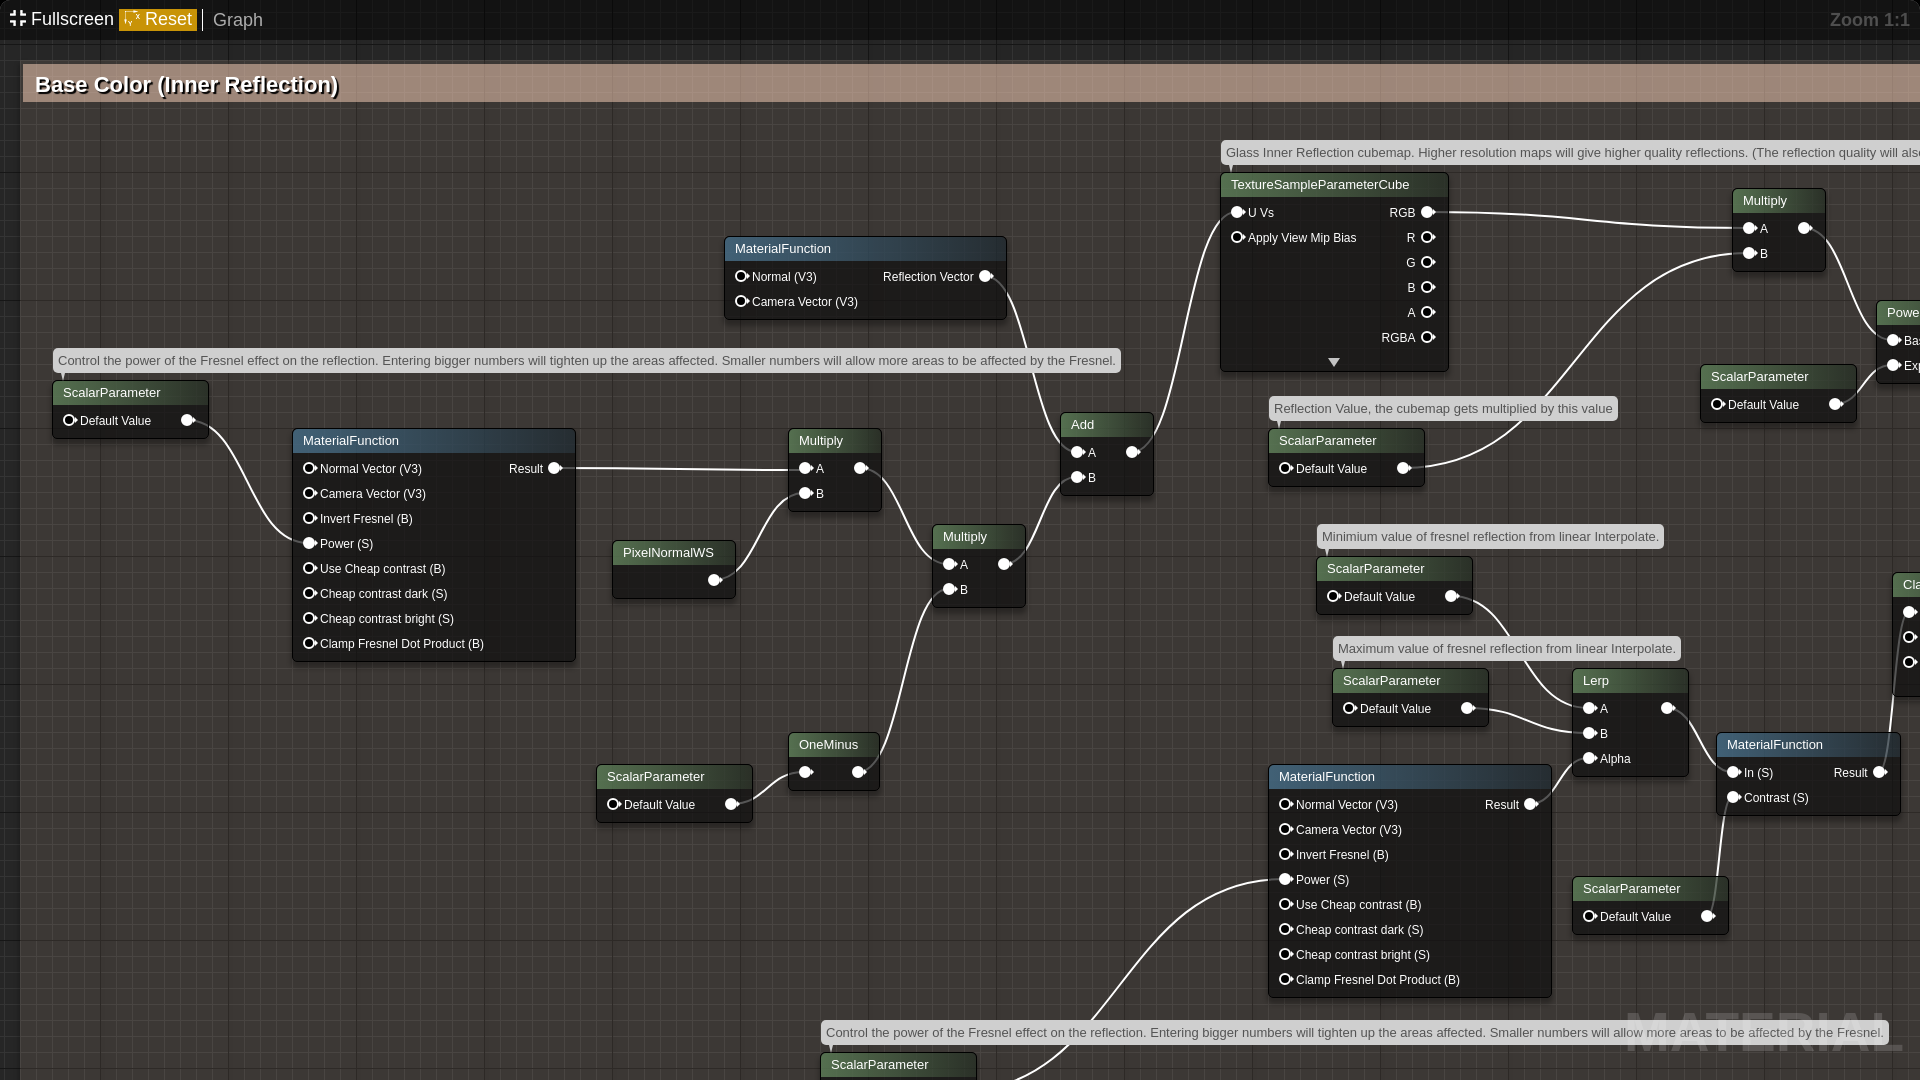 Fullscreen Reset Graph Zoom 1:1
Base Color (Inner Reflection)
Glass Inner Reflection cubemap. Higher resolution maps will give higher quality reflections. (The reflection quality will
TextureSampleParameterCube
U Vs RGB
Apply View Mip Bias R
G
B
A
RGBA
Multiply
A
B
MaterialFunction
Normal (V3) Reflection Vector
Camera Vector (V3)
Control the power of the Fresnel effect on the reflection. Entering bigger numbers will tighten up the areas affected. Smaller numbers will allow more areas to be affected by the Fresnel.
ScalarParameter
Default Value
ScalarParameter
Default Value
Reflection Value, the cubemap gets multiplied by this value
ScalarParameter
Default Value
Add
A
B
MaterialFunction
Normal Vector (V3) Result
Camera Vector (V3)
Invert Fresnel (B)
Power (S)
Use Cheap contrast (B)
Cheap contrast dark (S)
Cheap contrast bright (S)
Clamp Fresnel Dot Product (B)
Multiply
A
B
PixelNormalWS
Multiply
A
B
Minimium value of fresnel reflection from linear Interpolate.
ScalarParameter
Default Value
Maximum value of fresnel reflection from linear Interpolate.
ScalarParameter
Default Value
Lerp
A
B
Alpha
OneMinus
ScalarParameter
Default Value
MaterialFunction
In (S) Result
Contrast (S)
MaterialFunction
Normal Vector (V3) Result
Camera Vector (V3)
Invert Fresnel (B)
Power (S)
Use Cheap contrast (B)
Cheap contrast dark (S)
Cheap contrast bright (S)
Clamp Fresnel Dot Product (B)
ScalarParameter
Default Value
Control the power of the Fresnel effect on the reflection. Entering bigger numbers will tighten up the areas affected. Smaller numbers will allow more areas to be affected by the Fresnel.
ScalarParameter
MATERIAL